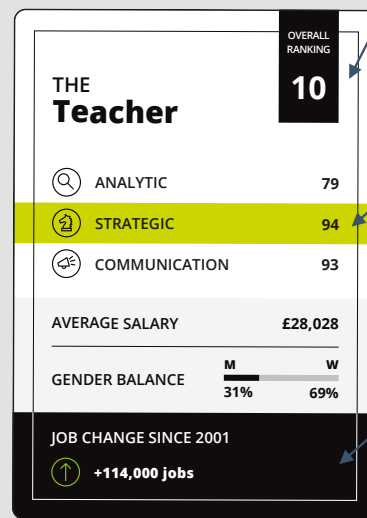 OVERALL
RANKING
10
THE
Teacher
ANALYTIC 79
STRATEGIC 94
COMMUNICATION 93
AVERAGE SALARY £28,028
M W
GENDER BALANCE
31% 69%
JOB CHANGE SINCE 2001
+114,000 jobs